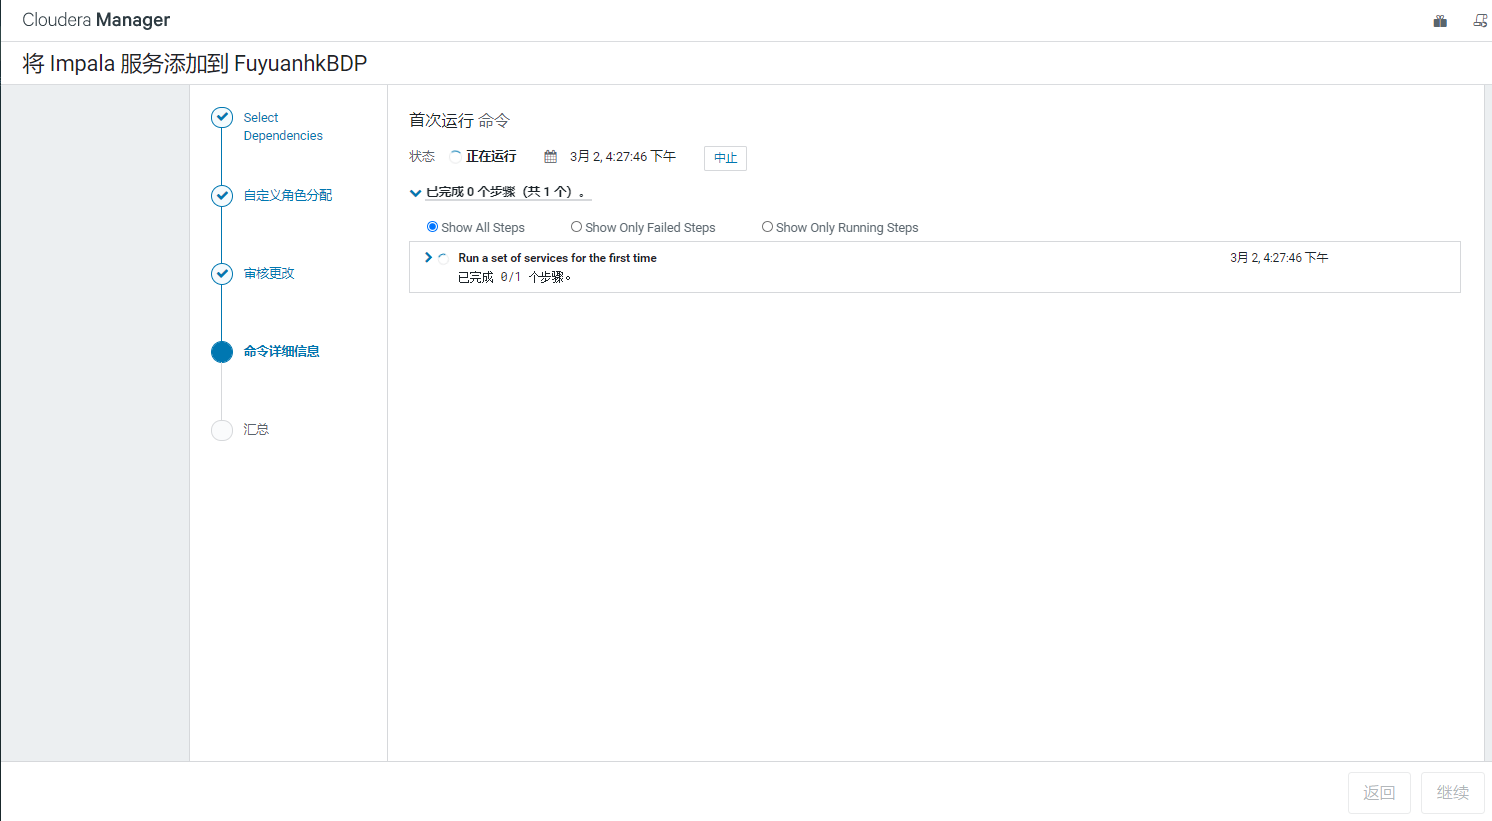 Cloudera Manager
将 Impala 服务添加到 FuyuanhkBDP
Select
Dependencies
自定义角色分配
审核更改
命令详细信息
汇总
首次运行 命令
状态 正在运行 3月 2, 4:27:46 下午 中止
已完成 0 个步骤（共 1 个）。
Show All Steps Show Only Failed Steps Show Only Running Steps
Run a set of services for the first time 3月 2, 4:27:46 下午
已完成 0/1 个步骤。
返回 继续